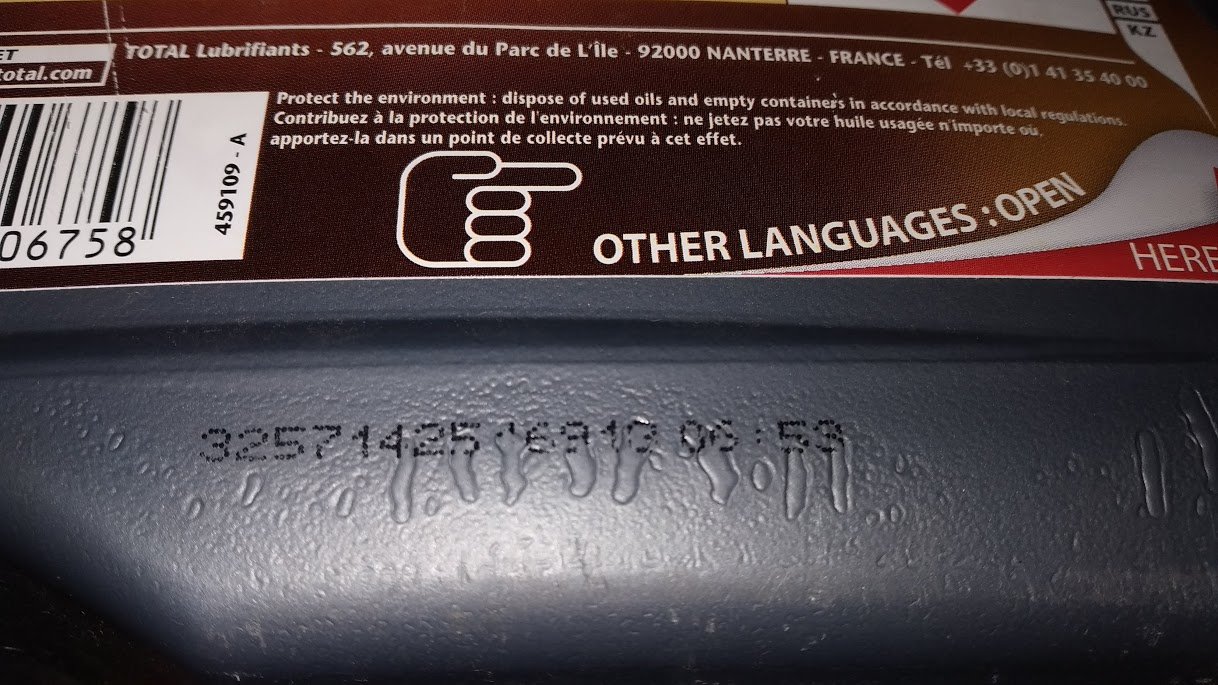 RUS
KZ
ET
total.com
TOTAL Lubrifiants - 562, avenue du Parc de L'Île - 92000 NANTERRE - FRANCE - Tél +33 (0)1 41 35 40 00
Protect the environment : dispose of used oils and empty containers in accordance with local regulations.
Contribuez à la protection de l'environnement : ne jetez pas votre huile usagée n'importe où,
apportez-la dans un point de collecte prévu à cet effet.
459109 - A
06758
OTHER LANGUAGES : OPEN
HERE
32571425 06:53